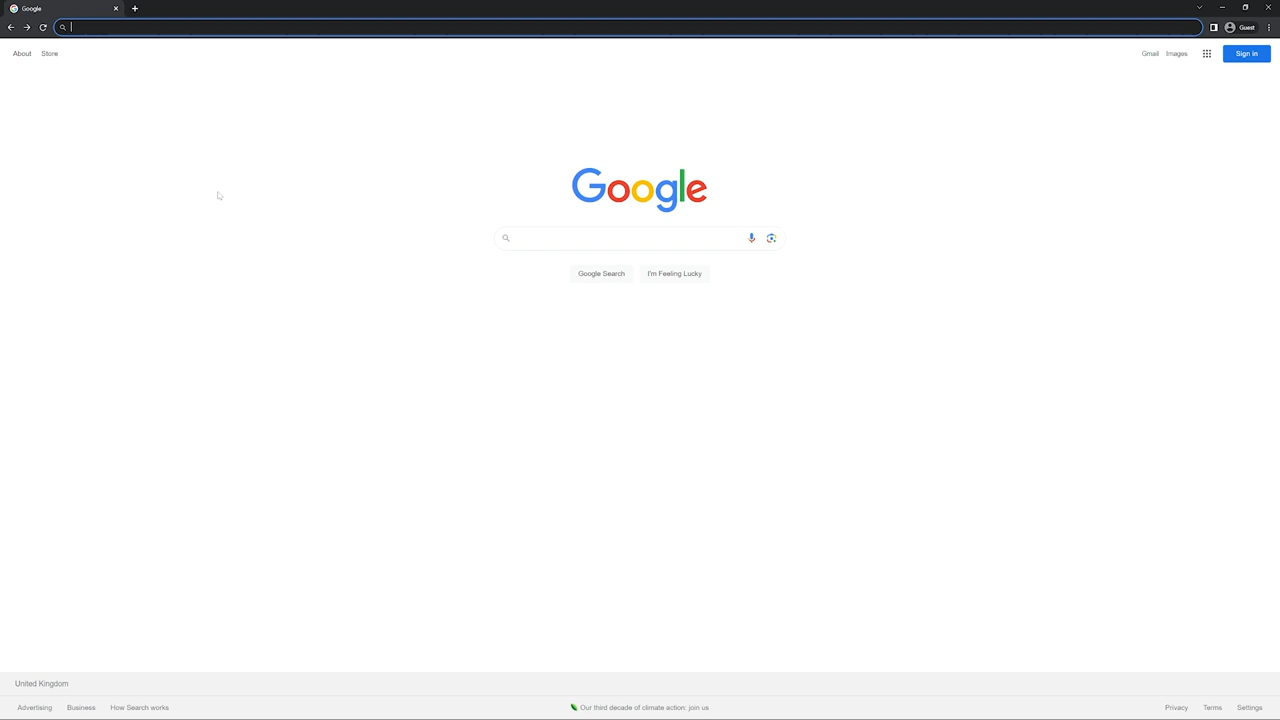 Google
Guest
About Store
Gmail Images
Sign in
Google
Google Search I'm Feeling Lucky
United Kingdom
Advertising Business How Search works
Our third decade of climate action: join us
Privacy Terms Settings